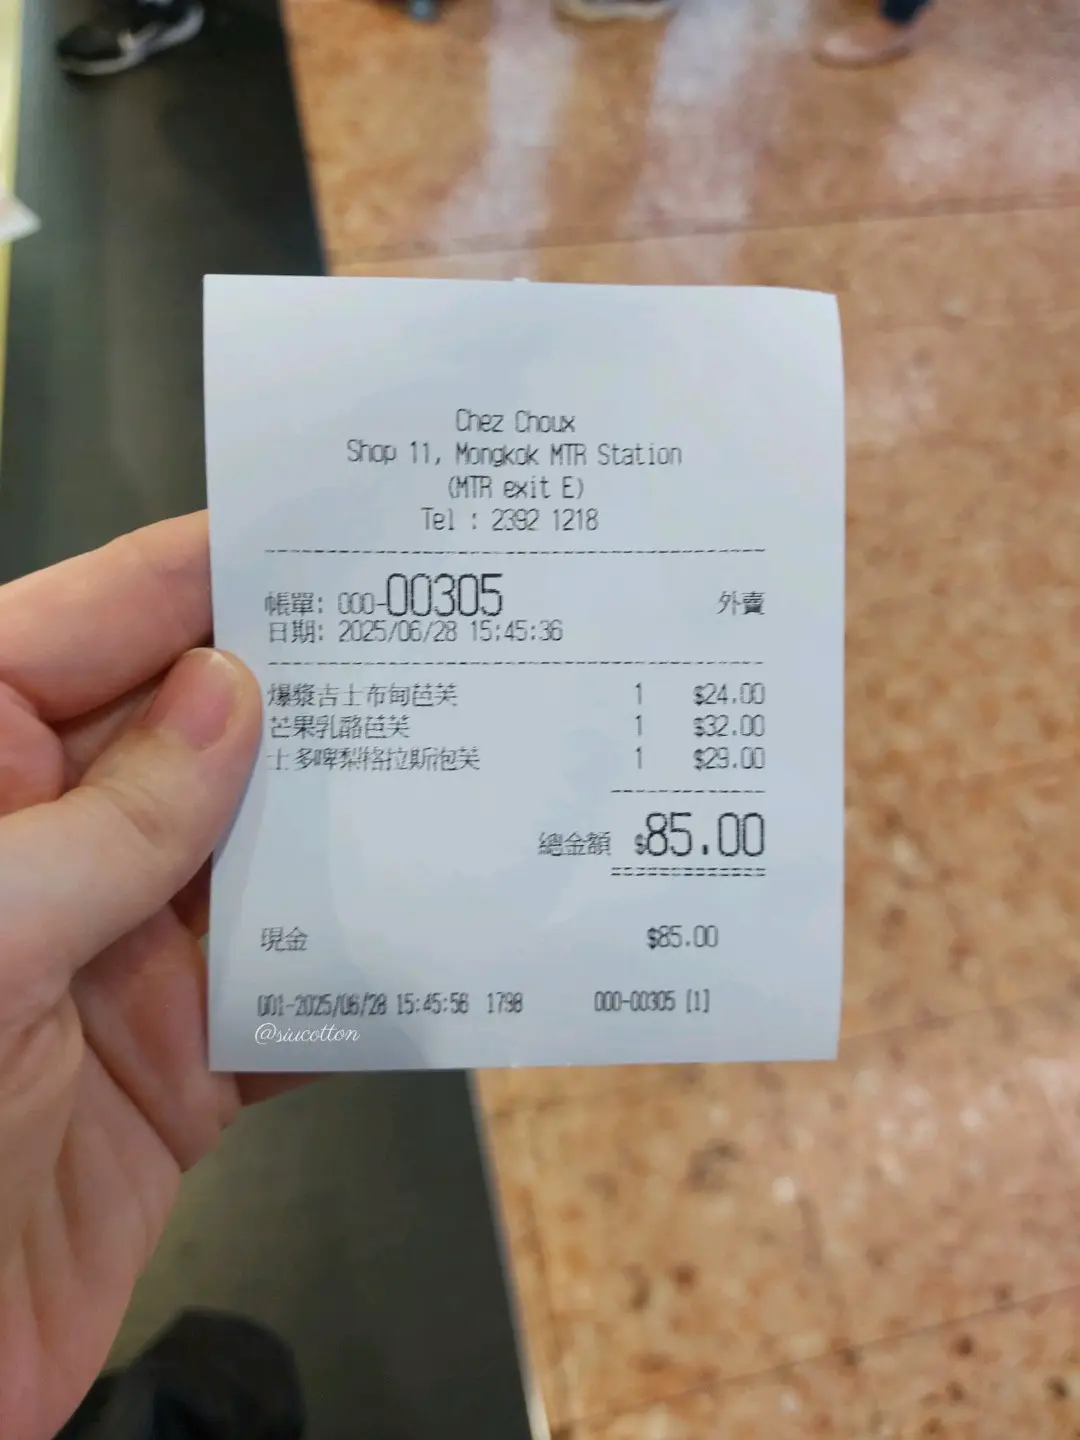 Chez Choux
Shop 11, Mongkok MTR Station
(MTR exit E)
Tel : 2392 1218
帳單: 000-00305 外賣
日期: 2025/06/28 15:45:36
爆漿吉士布甸芭芙 1 $24.00
芒果乳酪芭芙 1 $32.00
士多啤梨格拉斯泡芙 1 $29.00
總金額 $85.00
現金 $85.00
001-2025/06/28 15:45:56 1798 000-00305 [1]
@siucotton